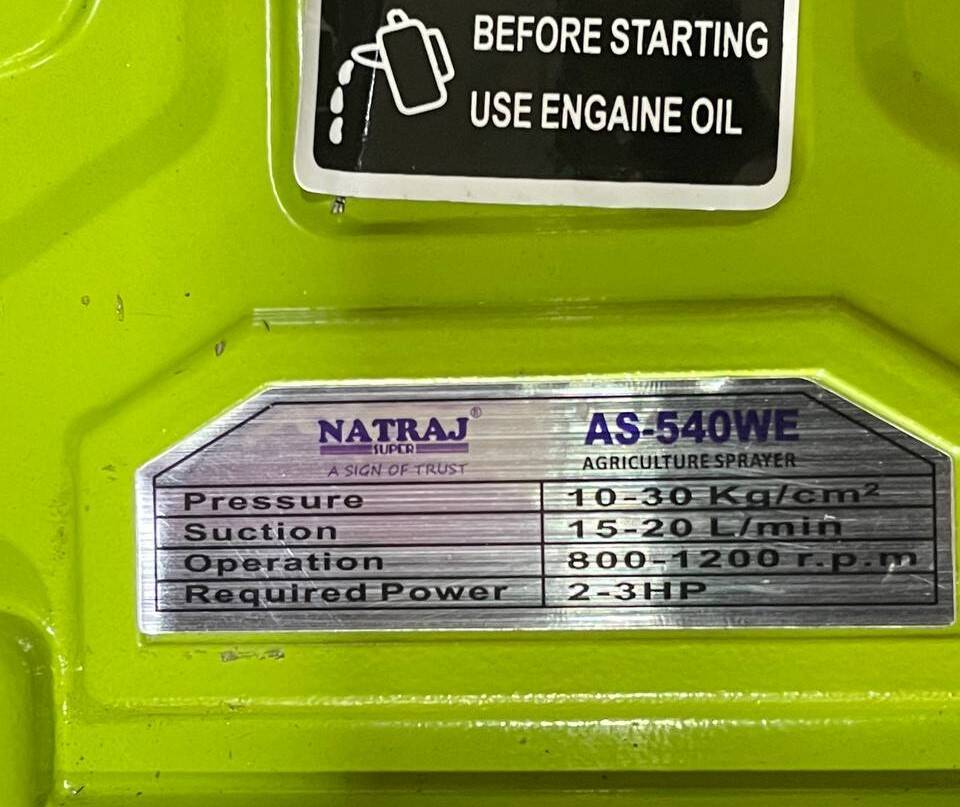 BEFORE STARTING
USE ENGAINE OIL
NATRAJ®
SUPER
A SIGN OF TRUST
AS-540WE
AGRICULTURE SPRAYER
Pressure 10-30 Kg/cm²
Suction 15-20 L/min
Operation 800-1200 r.p.m
Required Power 2-3HP